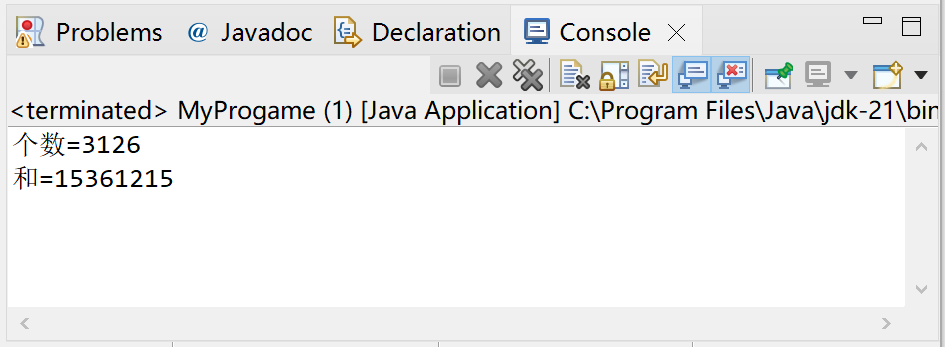 Problems @ Javadoc Declaration Console
<terminated> MyProgame (1) [Java Application] C:\Program Files\Java\jdk-21\bin
个数=3126
和=15361215